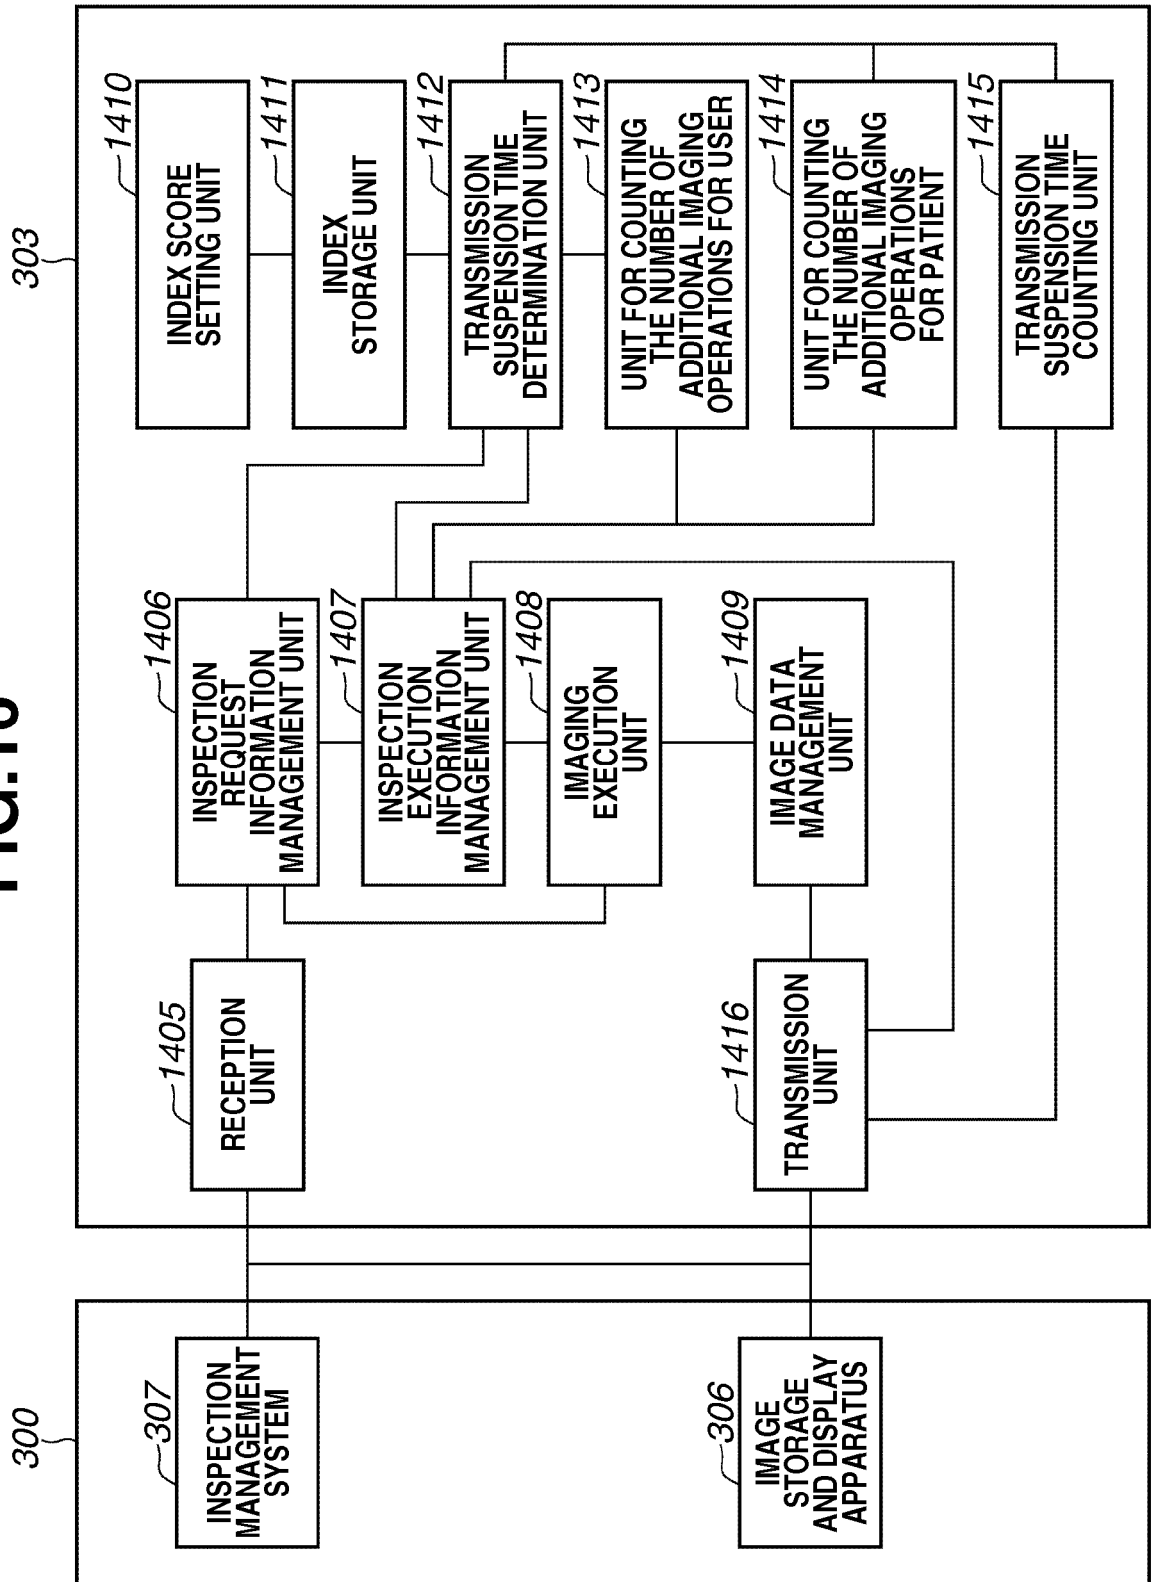 300
307
INSPECTION
MANAGEMENT
SYSTEM
306
IMAGE
STORAGE
AND DISPLAY
APPARATUS
303
1405
RECEPTION
UNIT
1416
TRANSMISSION
UNIT
1406
INSPECTION
REQUEST
INFORMATION
MANAGEMENT UNIT
1407
INSPECTION
EXECUTION
INFORMATION
MANAGEMENT UNIT
1408
IMAGING
EXECUTION
UNIT
1409
IMAGE DATA
MANAGEMENT
UNIT
1410
INDEX SCORE
SETTING UNIT
1411
INDEX
STORAGE UNIT
1412
TRANSMISSION
SUSPENSION TIME
DETERMINATION UNIT
1413
UNIT FOR COUNTING
THE NUMBER OF
ADDITIONAL IMAGING
OPERATIONS FOR USER
1414
UNIT FOR COUNTING
THE NUMBER OF
ADDITIONAL IMAGING
OPERATIONS
FOR PATIENT
1415
TRANSMISSION
SUSPENSION TIME
COUNTING UNIT